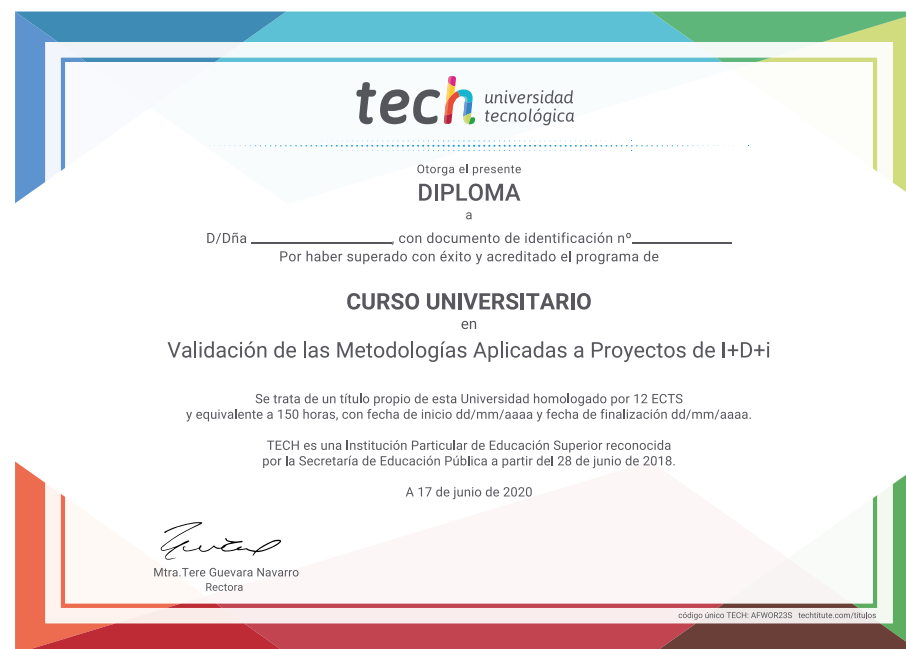 tech universidad
tecnológica
Otorga el presente
DIPLOMA
a
D/Dña ____________________, con documento de identificación nº______________
Por haber superado con éxito y acreditado el programa de
CURSO UNIVERSITARIO
en
Validación de las Metodologías Aplicadas a Proyectos de I+D+i
Se trata de un título propio de esta Universidad homologado por 12 ECTS
y equivalente a 150 horas, con fecha de inicio dd/mm/aaaa y fecha de finalización dd/mm/aaaa.
TECH es una Institución Particular de Educación Superior reconocida
por la Secretaría de Educación Pública a partir del 28 de junio de 2018.
A 17 de junio de 2020
Mtra.Tere Guevara Navarro
Rectora
código único TECH: AFWOR23S techtitute.com/titulos